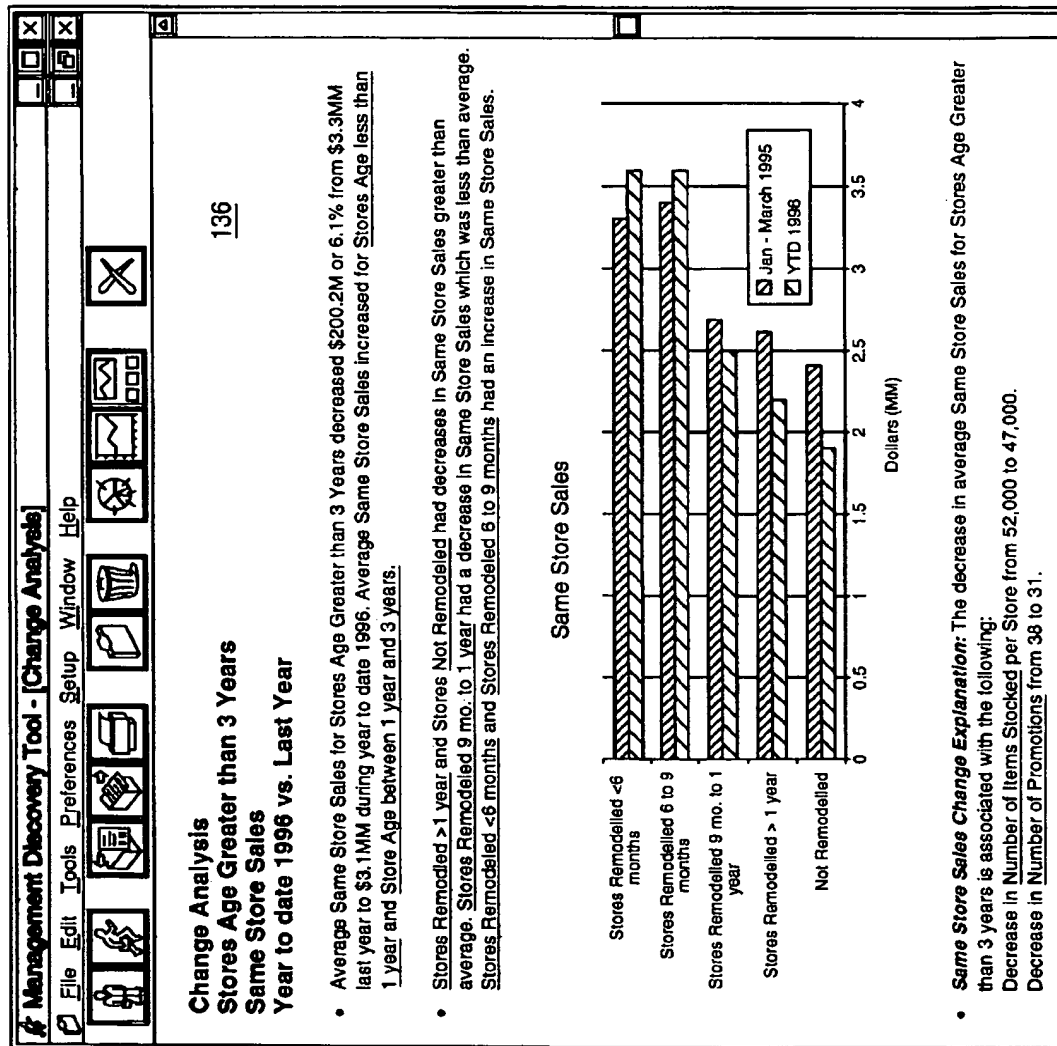 Management Discovery Tool - [Change Analysis]
File Edit Tools Preferences Setup Window Help
136
Change Analysis
Stores Age Greater than 3 Years
Same Store Sales
Year to date 1996 vs. Last Year
• Average Same Store Sales for Stores Age Greater than 3 Years decreased $200.2M or 6.1% from $3.3MM
last year to $3.1MM during year to date 1996. Average Same Store Sales increased for Stores Age less than
1 year and Store Age between 1 year and 3 years.
• Stores Remodled >1 year and Stores Not Remodeled had decreases in Same Store Sales greater than
average. Stores Remodeled 9 mo. to 1 year had a decrease in Same Store Sales which was less than average.
Stores Remodeled <6 months and Stores Remodeled 6 to 9 months had an increase in Same Store Sales.
Same Store Sales
Stores Remodelled <6
months
Stores Remodelled 6 to 9
months
Stores Remodelled 9 mo. to 1
year
Stores Remodelled > 1 year
Not Remodelled
Jan - March 1995
YTD 1996
0 0.5 1 1.5 2 2.5 3 3.5 4
Dollars (MM)
• Same Store Sales Change Explanation: The decrease in average Same Store Sales for Stores Age Greater
than 3 years is associated with the following:
Decrease in Number of Items Stocked per Store from 52,000 to 47,000.
Decrease in Number of Promotions from 38 to 31.